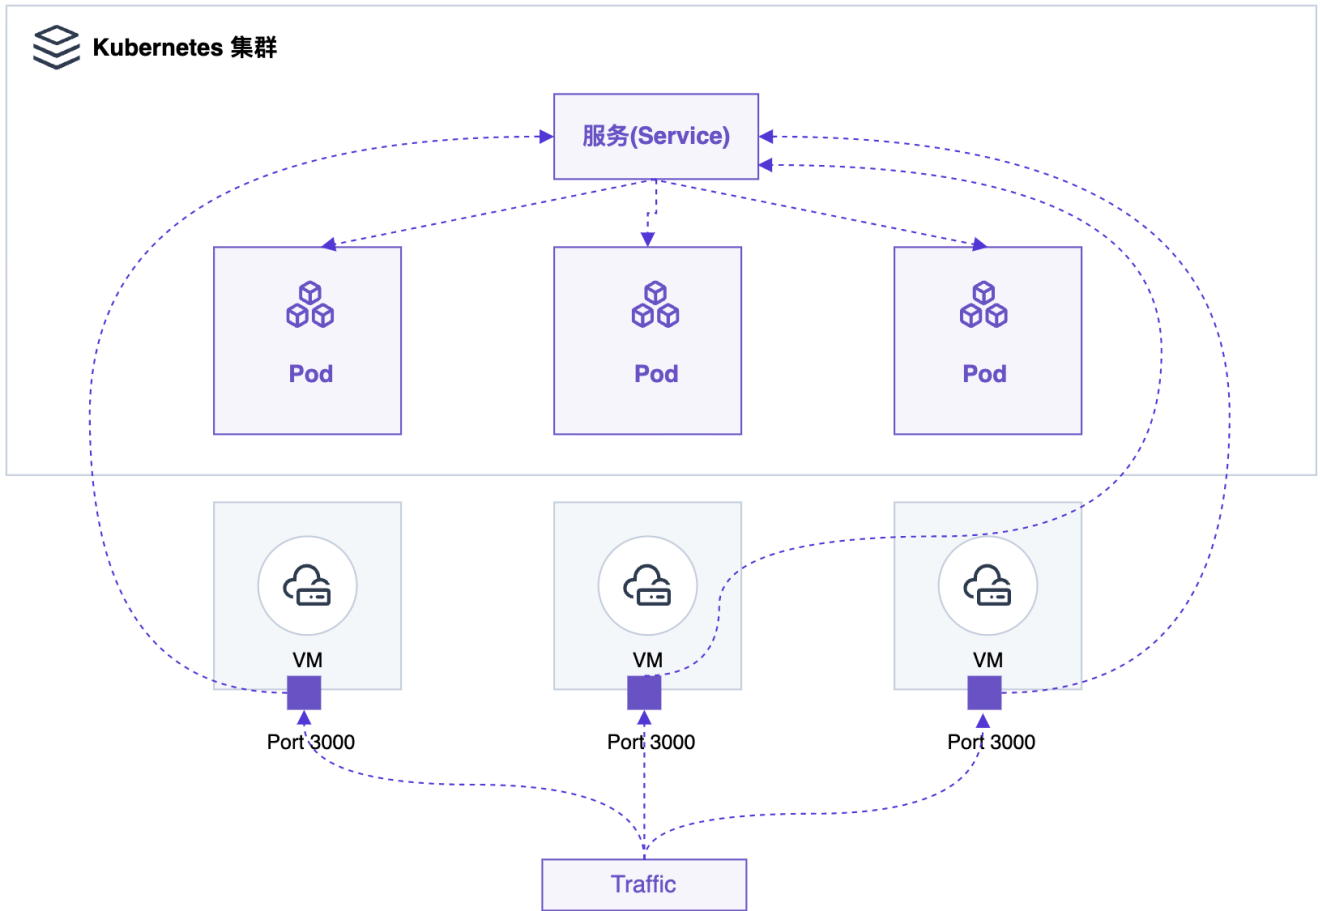 Kubernetes 集群
服务(Service)
Pod
Pod
Pod
VM
VM
VM
Port 3000
Port 3000
Port 3000
Traffic